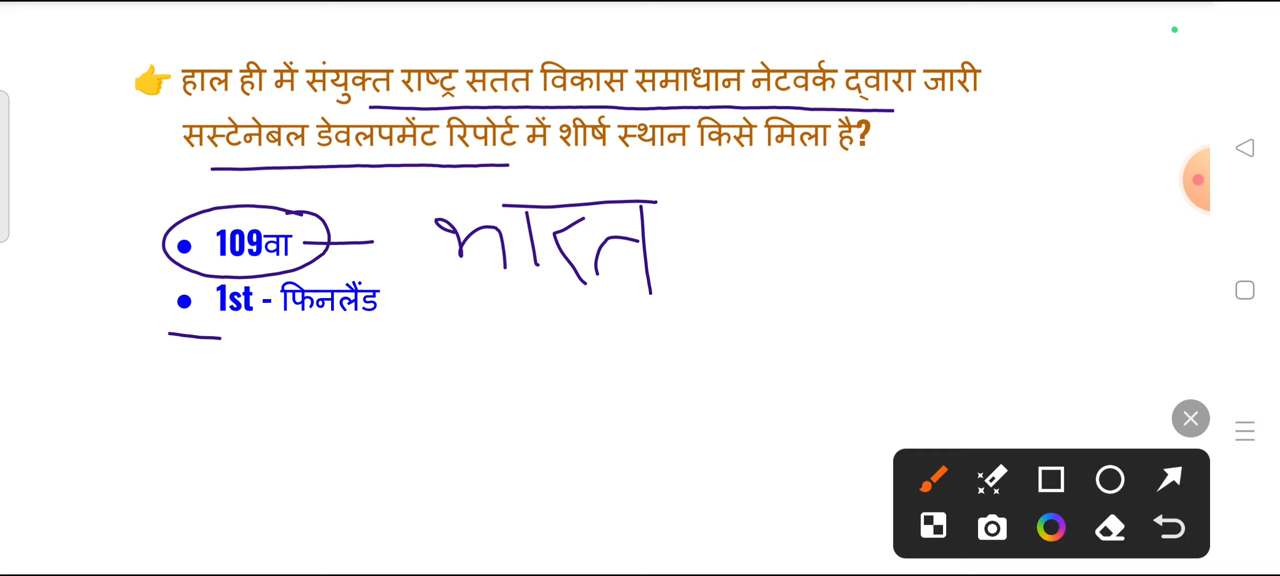 👉 हाल ही में संयुक्त राष्ट्र सतत विकास समाधान नेटवर्क द्वारा जारी
सस्टेनेबल डेवलपमेंट रिपोर्ट में शीर्ष स्थान किसे मिला है?
• 109वा — भारत
• 1st - फिनलैंड